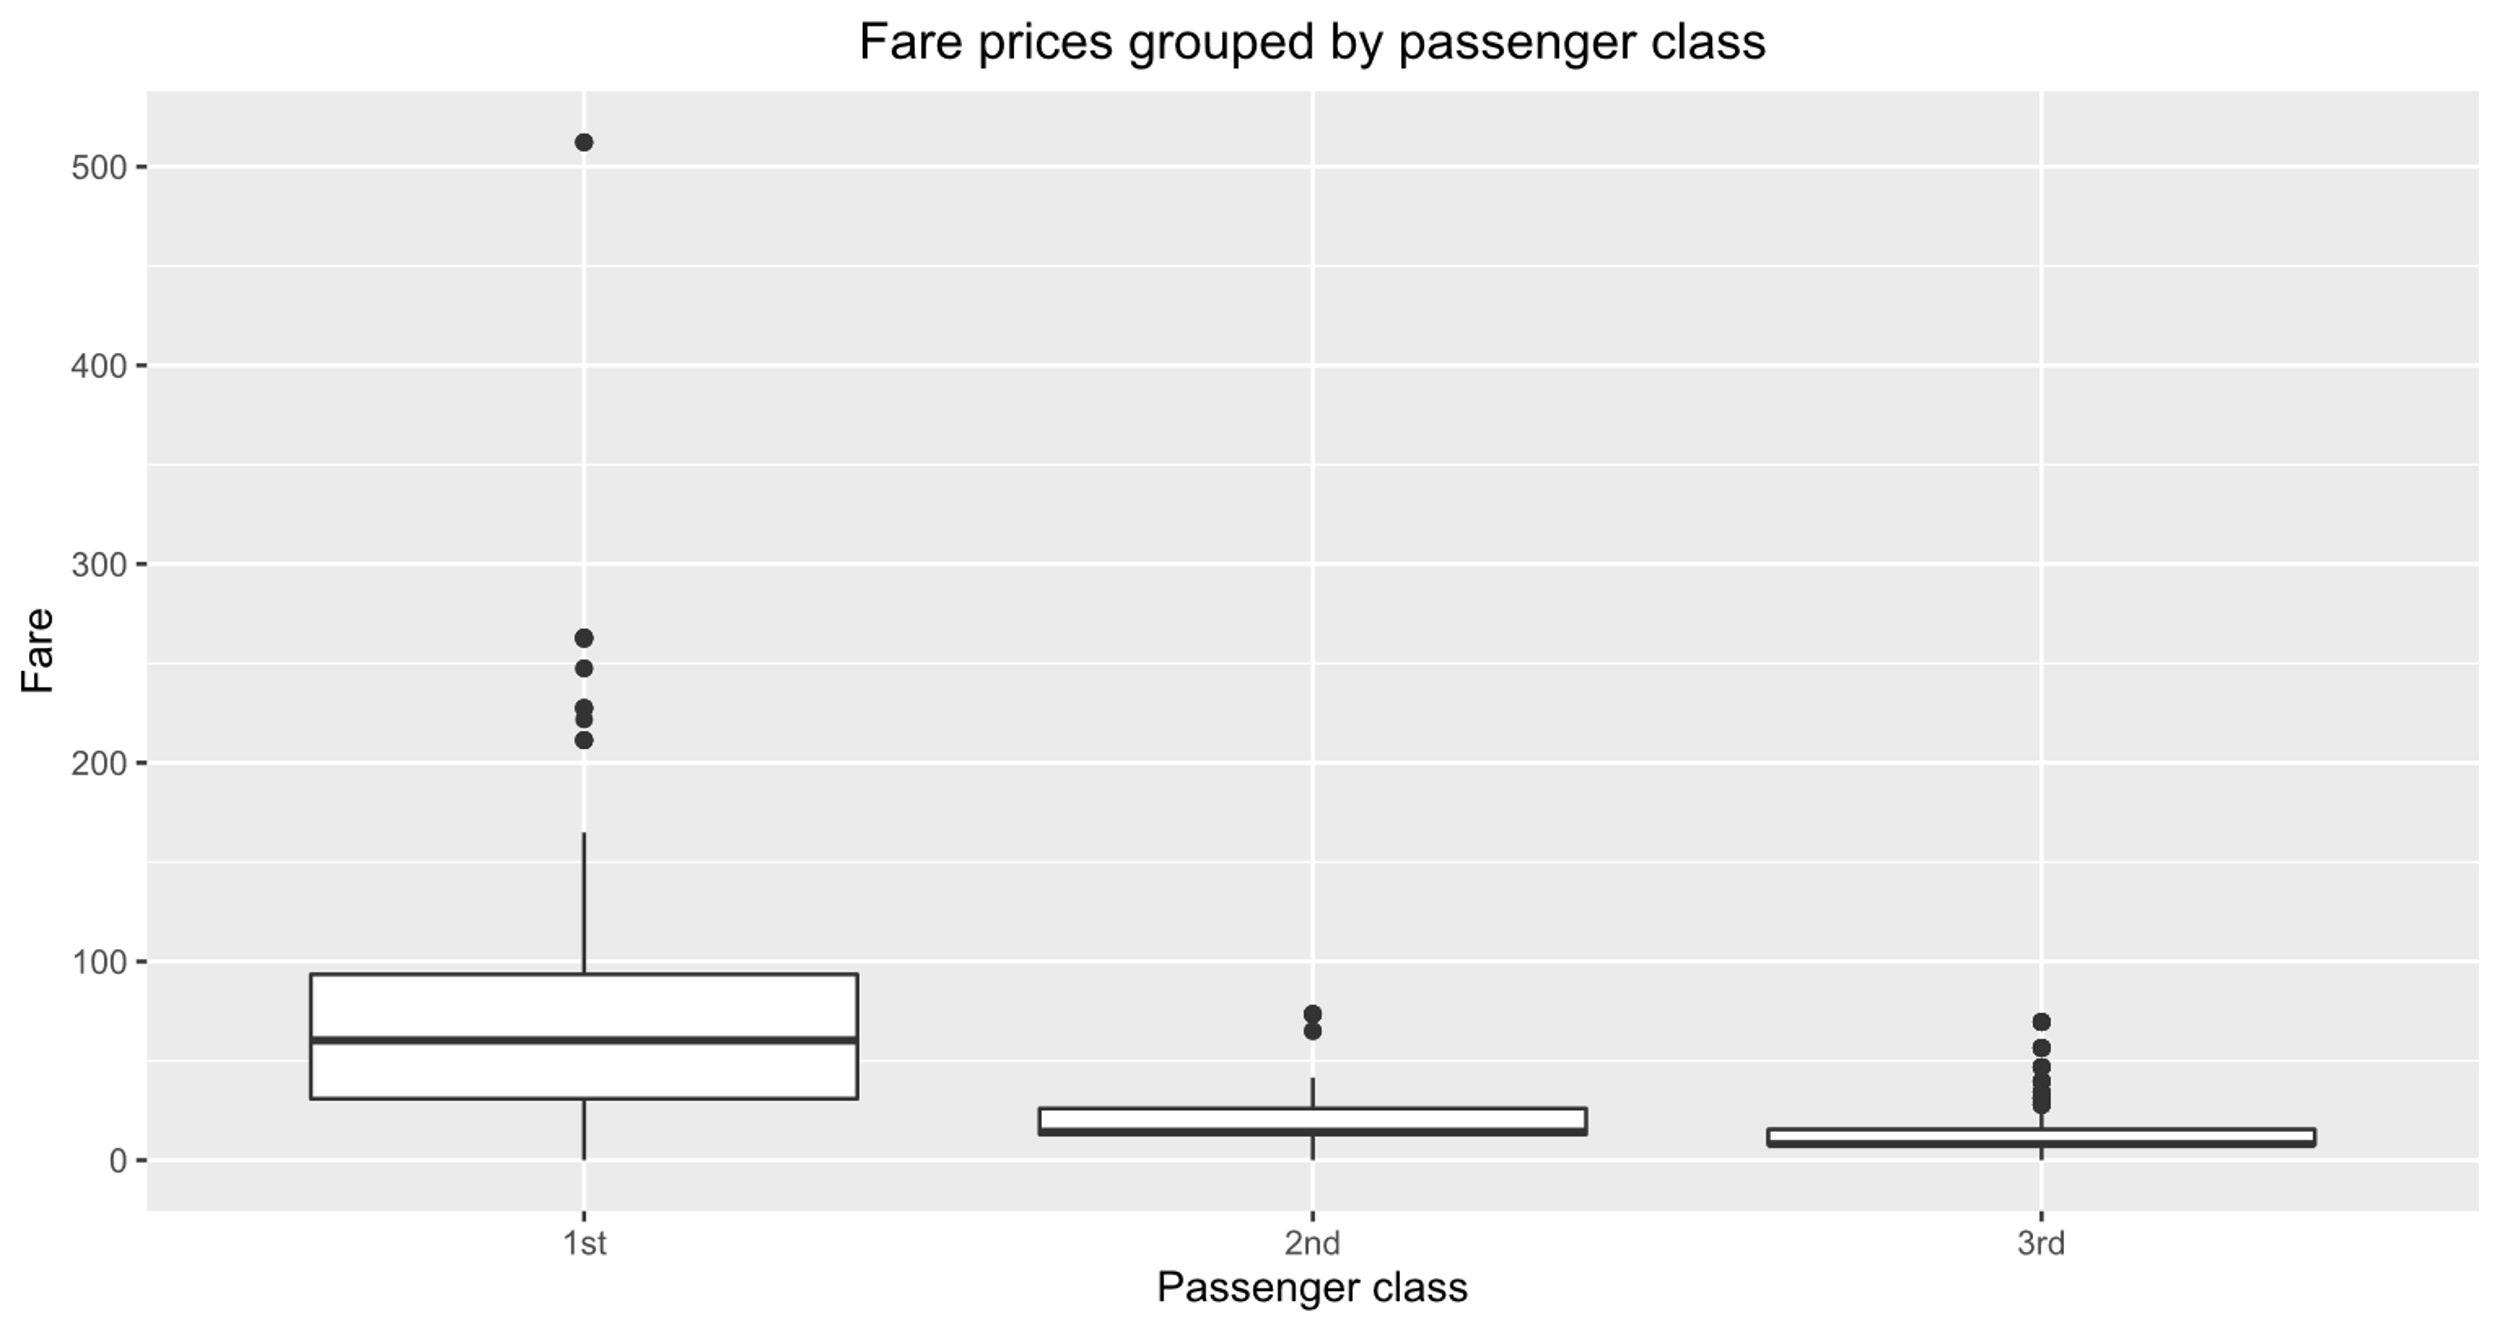 Fare prices grouped by passenger class
500
400
300
200
100
0
Fare
1st
2nd
3rd
Passenger class